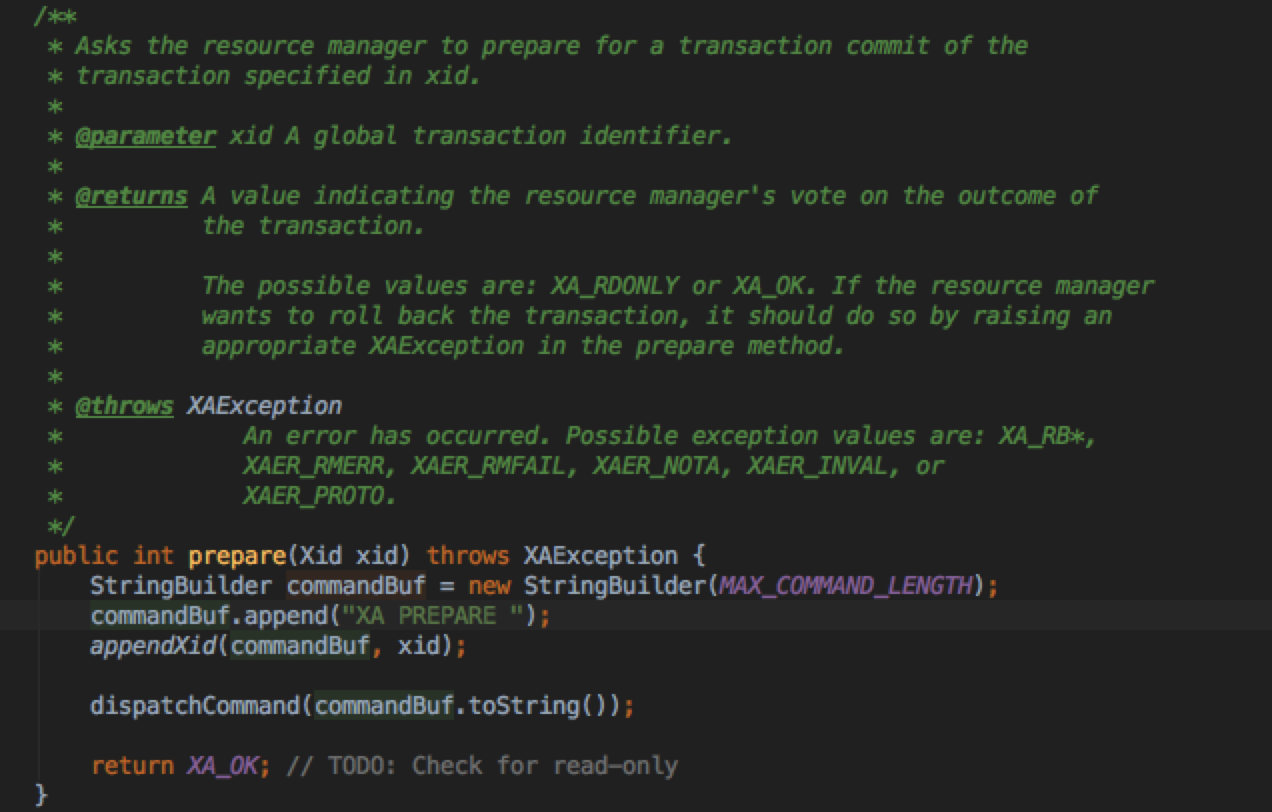 /**
 * Asks the resource manager to prepare for a transaction commit of the
 * transaction specified in xid.
 *
 * @parameter xid A global transaction identifier.
 *
 * @returns A value indicating the resource manager's vote on the outcome of
 *          the transaction.
 *
 *          The possible values are: XA_RDONLY or XA_OK. If the resource manager
 *          wants to roll back the transaction, it should do so by raising an
 *          appropriate XAException in the prepare method.
 *
 * @throws XAException
 *             An error has occurred. Possible exception values are: XA_RB*,
 *             XAER_RMERR, XAER_RMFAIL, XAER_NOTA, XAER_INVAL, or
 *             XAER_PROTO.
 */
public int prepare(Xid xid) throws XAException {
    StringBuilder commandBuf = new StringBuilder(MAX_COMMAND_LENGTH);
    commandBuf.append("XA PREPARE ");
    appendXid(commandBuf, xid);

    dispatchCommand(commandBuf.toString());

    return XA_OK; // TODO: Check for read–only
}